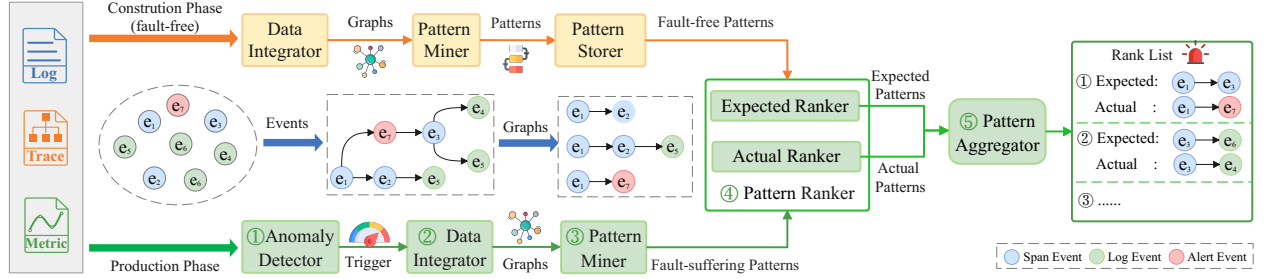 Constrution Phase
(fault-free)
Log
Trace
Metric
Data
Integrator
Graphs
Pattern
Miner
Patterns
Pattern
Storer
Fault-free Patterns
e7
e1
e3
e5
e6
e4
e2
e6
Events
e4
e7
e3
e5
e1
e2
e5
Graphs
e1
e2
e1
e2
e5
e1
e7
Expected Ranker
Actual Ranker
④ Pattern Ranker
Expected
Patterns
Actual
Patterns
⑤ Pattern
Aggregator
Rank List
① Expected: e1 e3
Actual : e1 e7
② Expected: e3 e6
Actual : e3 e4
③ ......
Production Phase
① Anomaly
Detector
Trigger
② Data
Integrator
Graphs
③ Pattern
Miner
Fault-suffering Patterns
Span Event Log Event Alert Event